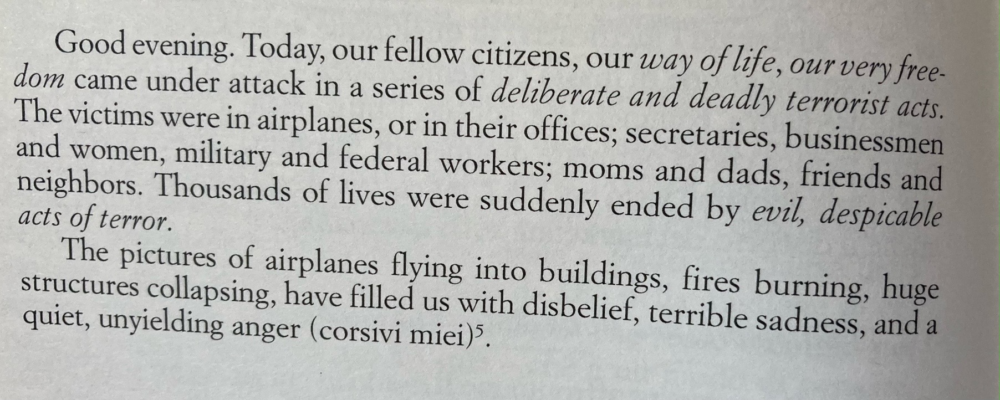 Good evening. Today, our fellow citizens, our way of life, our very free-
dom came under attack in a series of deliberate and deadly terrorist acts.
The victims were in airplanes, or in their offices; secretaries, businessmen
and women, military and federal workers; moms and dads, friends and
neighbors. Thousands of lives were suddenly ended by evil, despicable
acts of terror.
The pictures of airplanes flying into buildings, fires burning, huge
structures collapsing, have filled us with disbelief, terrible sadness, and a
quiet, unyielding anger (corsivi miei)⁵.